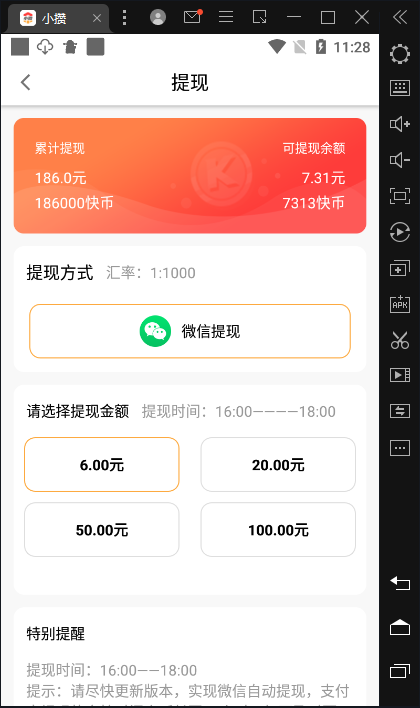 小攒
11:28
提现
累计提现
可提现余额
186.0元
7.31元
186000快币
7313快币
提现方式 汇率：1:1000
微信提现
请选择提现金额 提现时间：16:00————18:00
6.00元
20.00元
50.00元
100.00元
特别提醒
提现时间：16:00——18:00
提示：请尽快更新版本，实现微信自动提现，支付